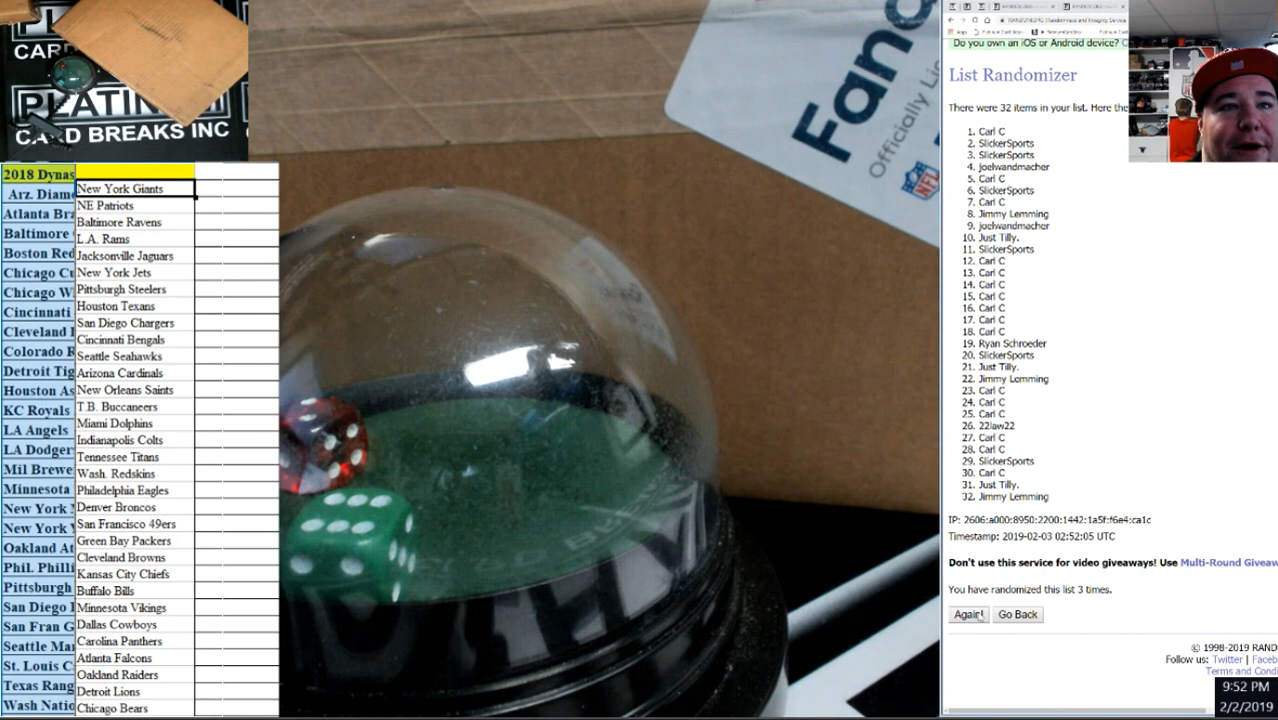 PLATINUM
CARD
PLATINUM
CARD BREAKS INC
2018 Dynas
Arz. Diam
Atlanta Bra
Baltimore
Boston Red
Chicago Cu
Chicago W
Cincinnati
Cleveland I
Colorado R
Detroit Tig
Houston As
KC Royals
LA Angels
LA Dodger
Mil Brewe
Minnesota
New York
New York
Oakland At
Phil. Philli
Pittsburgh
San Diego
San Fran G
Seattle Ma
St. Louis C
Texas Rang
Wash Natio
New York Giants
NE Patriots
Baltimore Ravens
L.A. Rams
Jacksonville Jaguars
New York Jets
Pittsburgh Steelers
Houston Texans
San Diego Chargers
Cincinnati Bengals
Seattle Seahawks
Arizona Cardinals
New Orleans Saints
T.B. Buccaneers
Miami Dolphins
Indianapolis Colts
Tennessee Titans
Wash. Redskins
Philadelphia Eagles
Denver Broncos
San Francisco 49ers
Green Bay Packers
Cleveland Browns
Kansas City Chiefs
Buffalo Bills
Minnesota Vikings
Dallas Cowboys
Carolina Panthers
Atlanta Falcons
Oakland Raiders
Detroit Lions
Chicago Bears
Fana
Officially Li
NFL
Do you own an iOS or Android device?
List Randomizer
There were 32 items in your list. Here the
1. Carl C
2. SlickerSports
3. SlickerSports
4. joelwandmacher
5. Carl C
6. SlickerSports
7. Carl C
8. Jimmy Lemming
9. joelwandmacher
10. Just Tilly.
11. SlickerSports
12. Carl C
13. Carl C
14. Carl C
15. Carl C
16. Carl C
17. Carl C
18. Carl C
19. Ryan Schroeder
20. SlickerSports
21. Just Tilly.
22. Jimmy Lemming
23. Carl C
24. Carl C
25. Carl C
26. 22law22
27. Carl C
28. Carl C
29. SlickerSports
30. Carl C
31. Just Tilly.
32. Jimmy Lemming
IP: 2606:a000:8950:2200:1442:1a5f:f6e4:ca1c
Timestamp: 2019-02-03 02:52:05 UTC
Don't use this service for video giveaways! Use Multi-Round Giveaw
You have randomized this list 3 times.
Again!
Go Back
© 1998-2019 RAND
Follow us: Twitter | Faceb
Terms and Condi
9:52 PM
2/2/2019